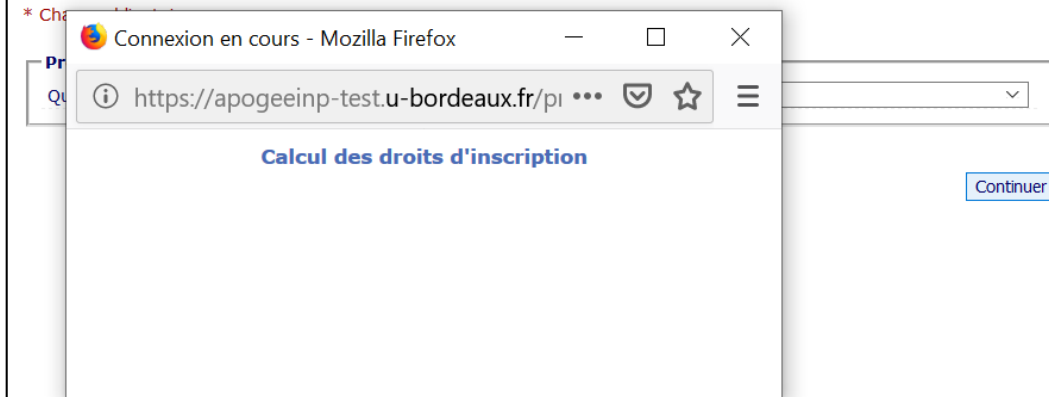 *
Connexion en cours - Mozilla Firefox
https://apogeeinp-test.u-bordeaux.fr/
Calcul des droits d'inscription
Continuer